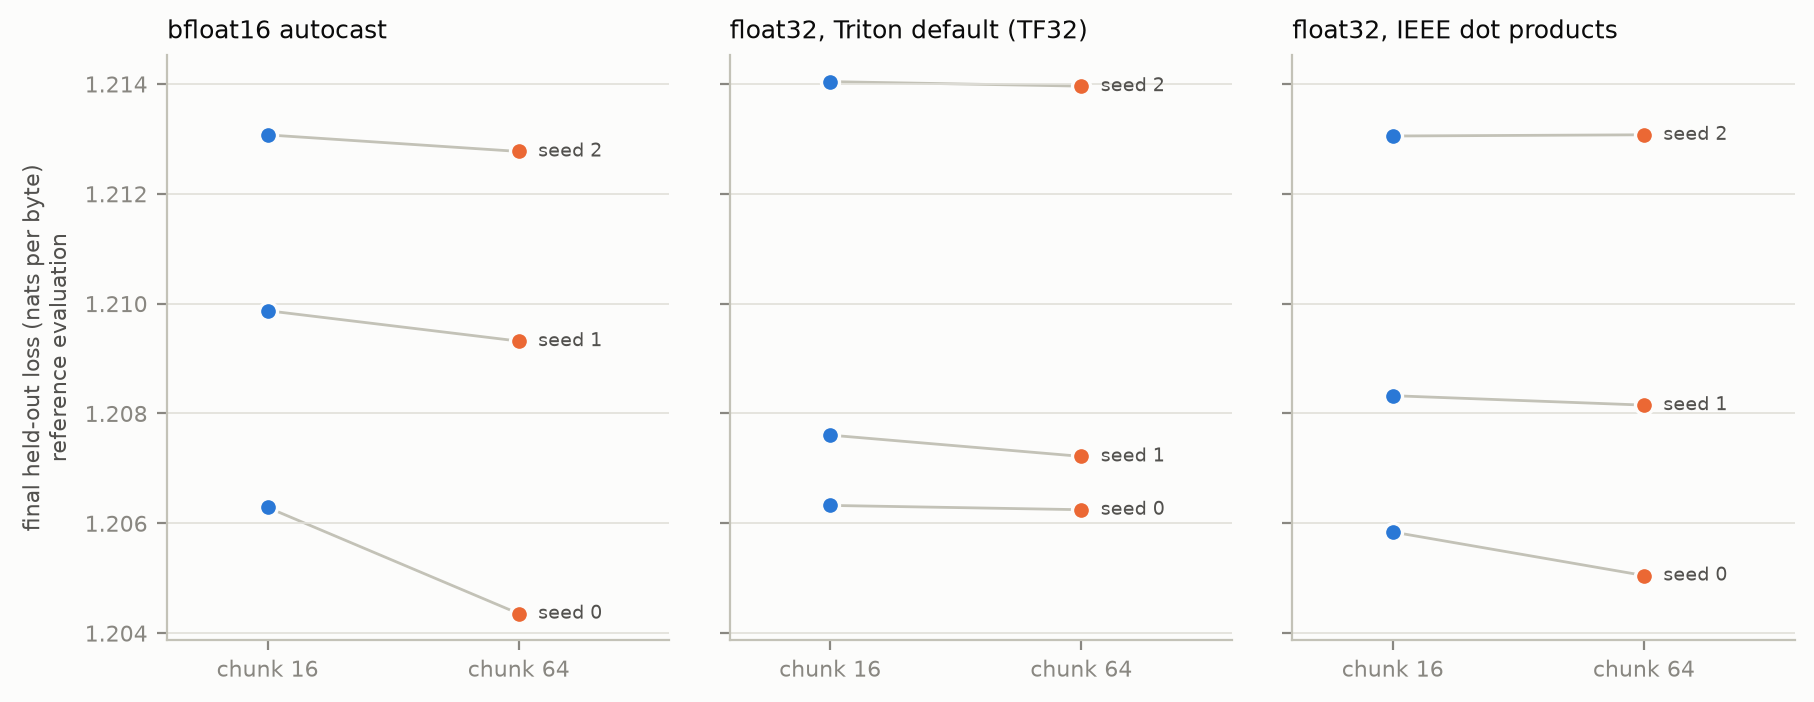 bfloat16 autocast
float32, Triton default (TF32)
float32, IEEE dot products
final held-out loss (nats per byte)
reference evaluation
1.214
1.212
1.210
1.208
1.206
1.204
seed 2
seed 1
seed 0
chunk 16
chunk 64
seed 2
seed 1
seed 0
chunk 16
chunk 64
seed 2
seed 1
seed 0
chunk 16
chunk 64